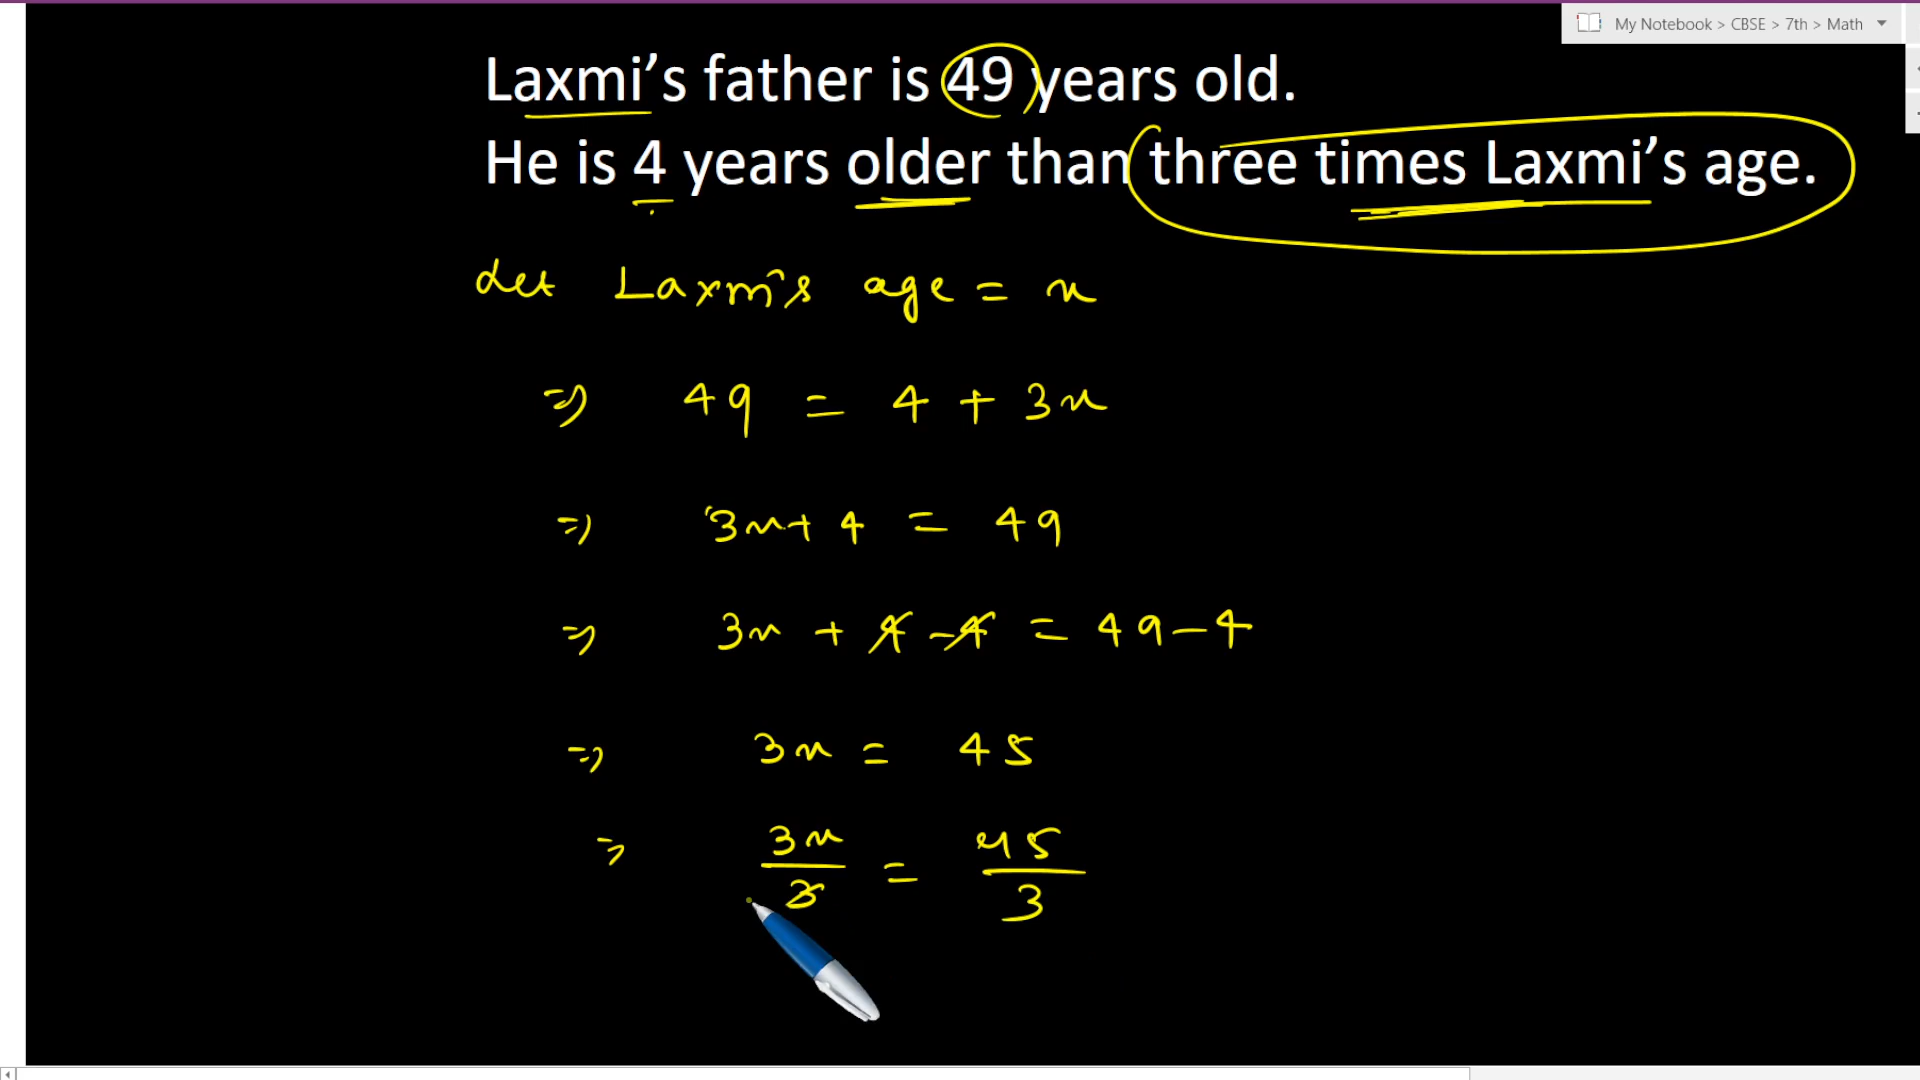 My Notebook > CBSE > 7th > Math
Laxmi's father is 49 years old.
He is 4 years older than three times Laxmi's age.
let Laxmi's age = x
⇒ 49 = 4 + 3x
⇒ 3x + 4 = 49
⇒ 3x + 4 - 4 = 49 - 4
⇒ 3x = 45
⇒ 3x/3 = 45/3